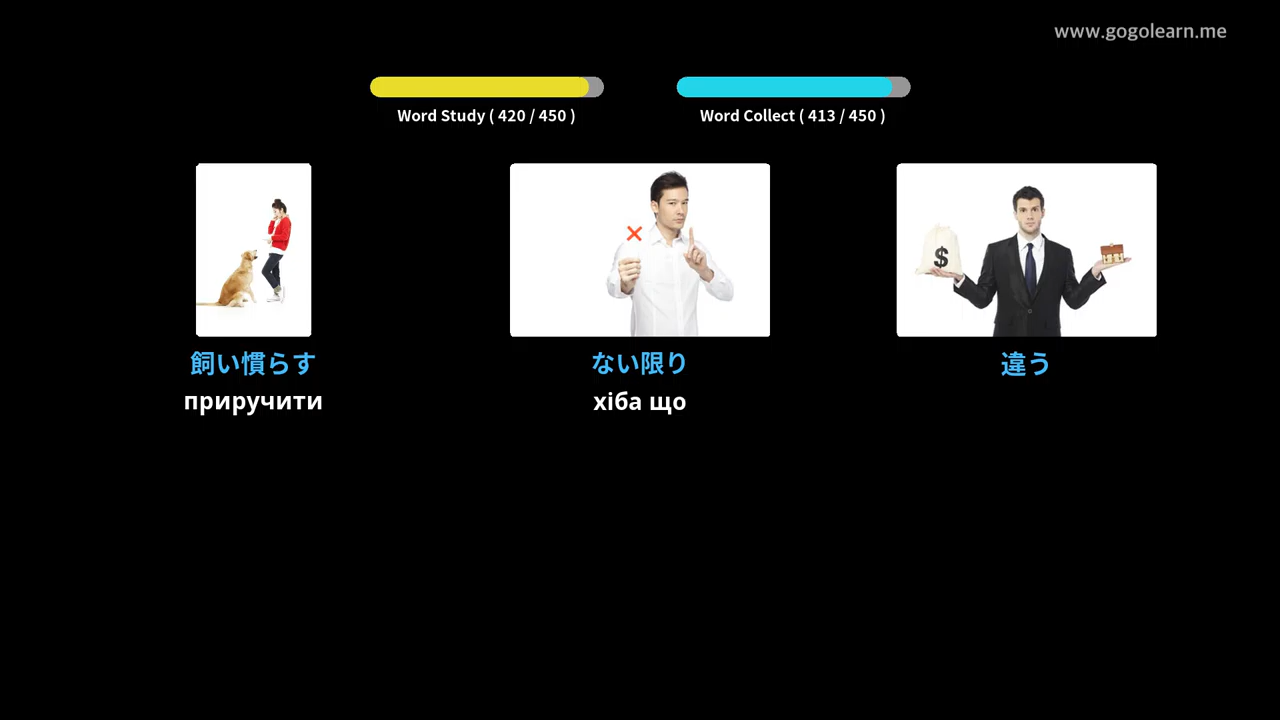 www.gogolearn.me
Word Study ( 420 / 450 )
Word Collect ( 413 / 450 )
$
飼い慣らす
ない限り
違う
приручити
хіба що